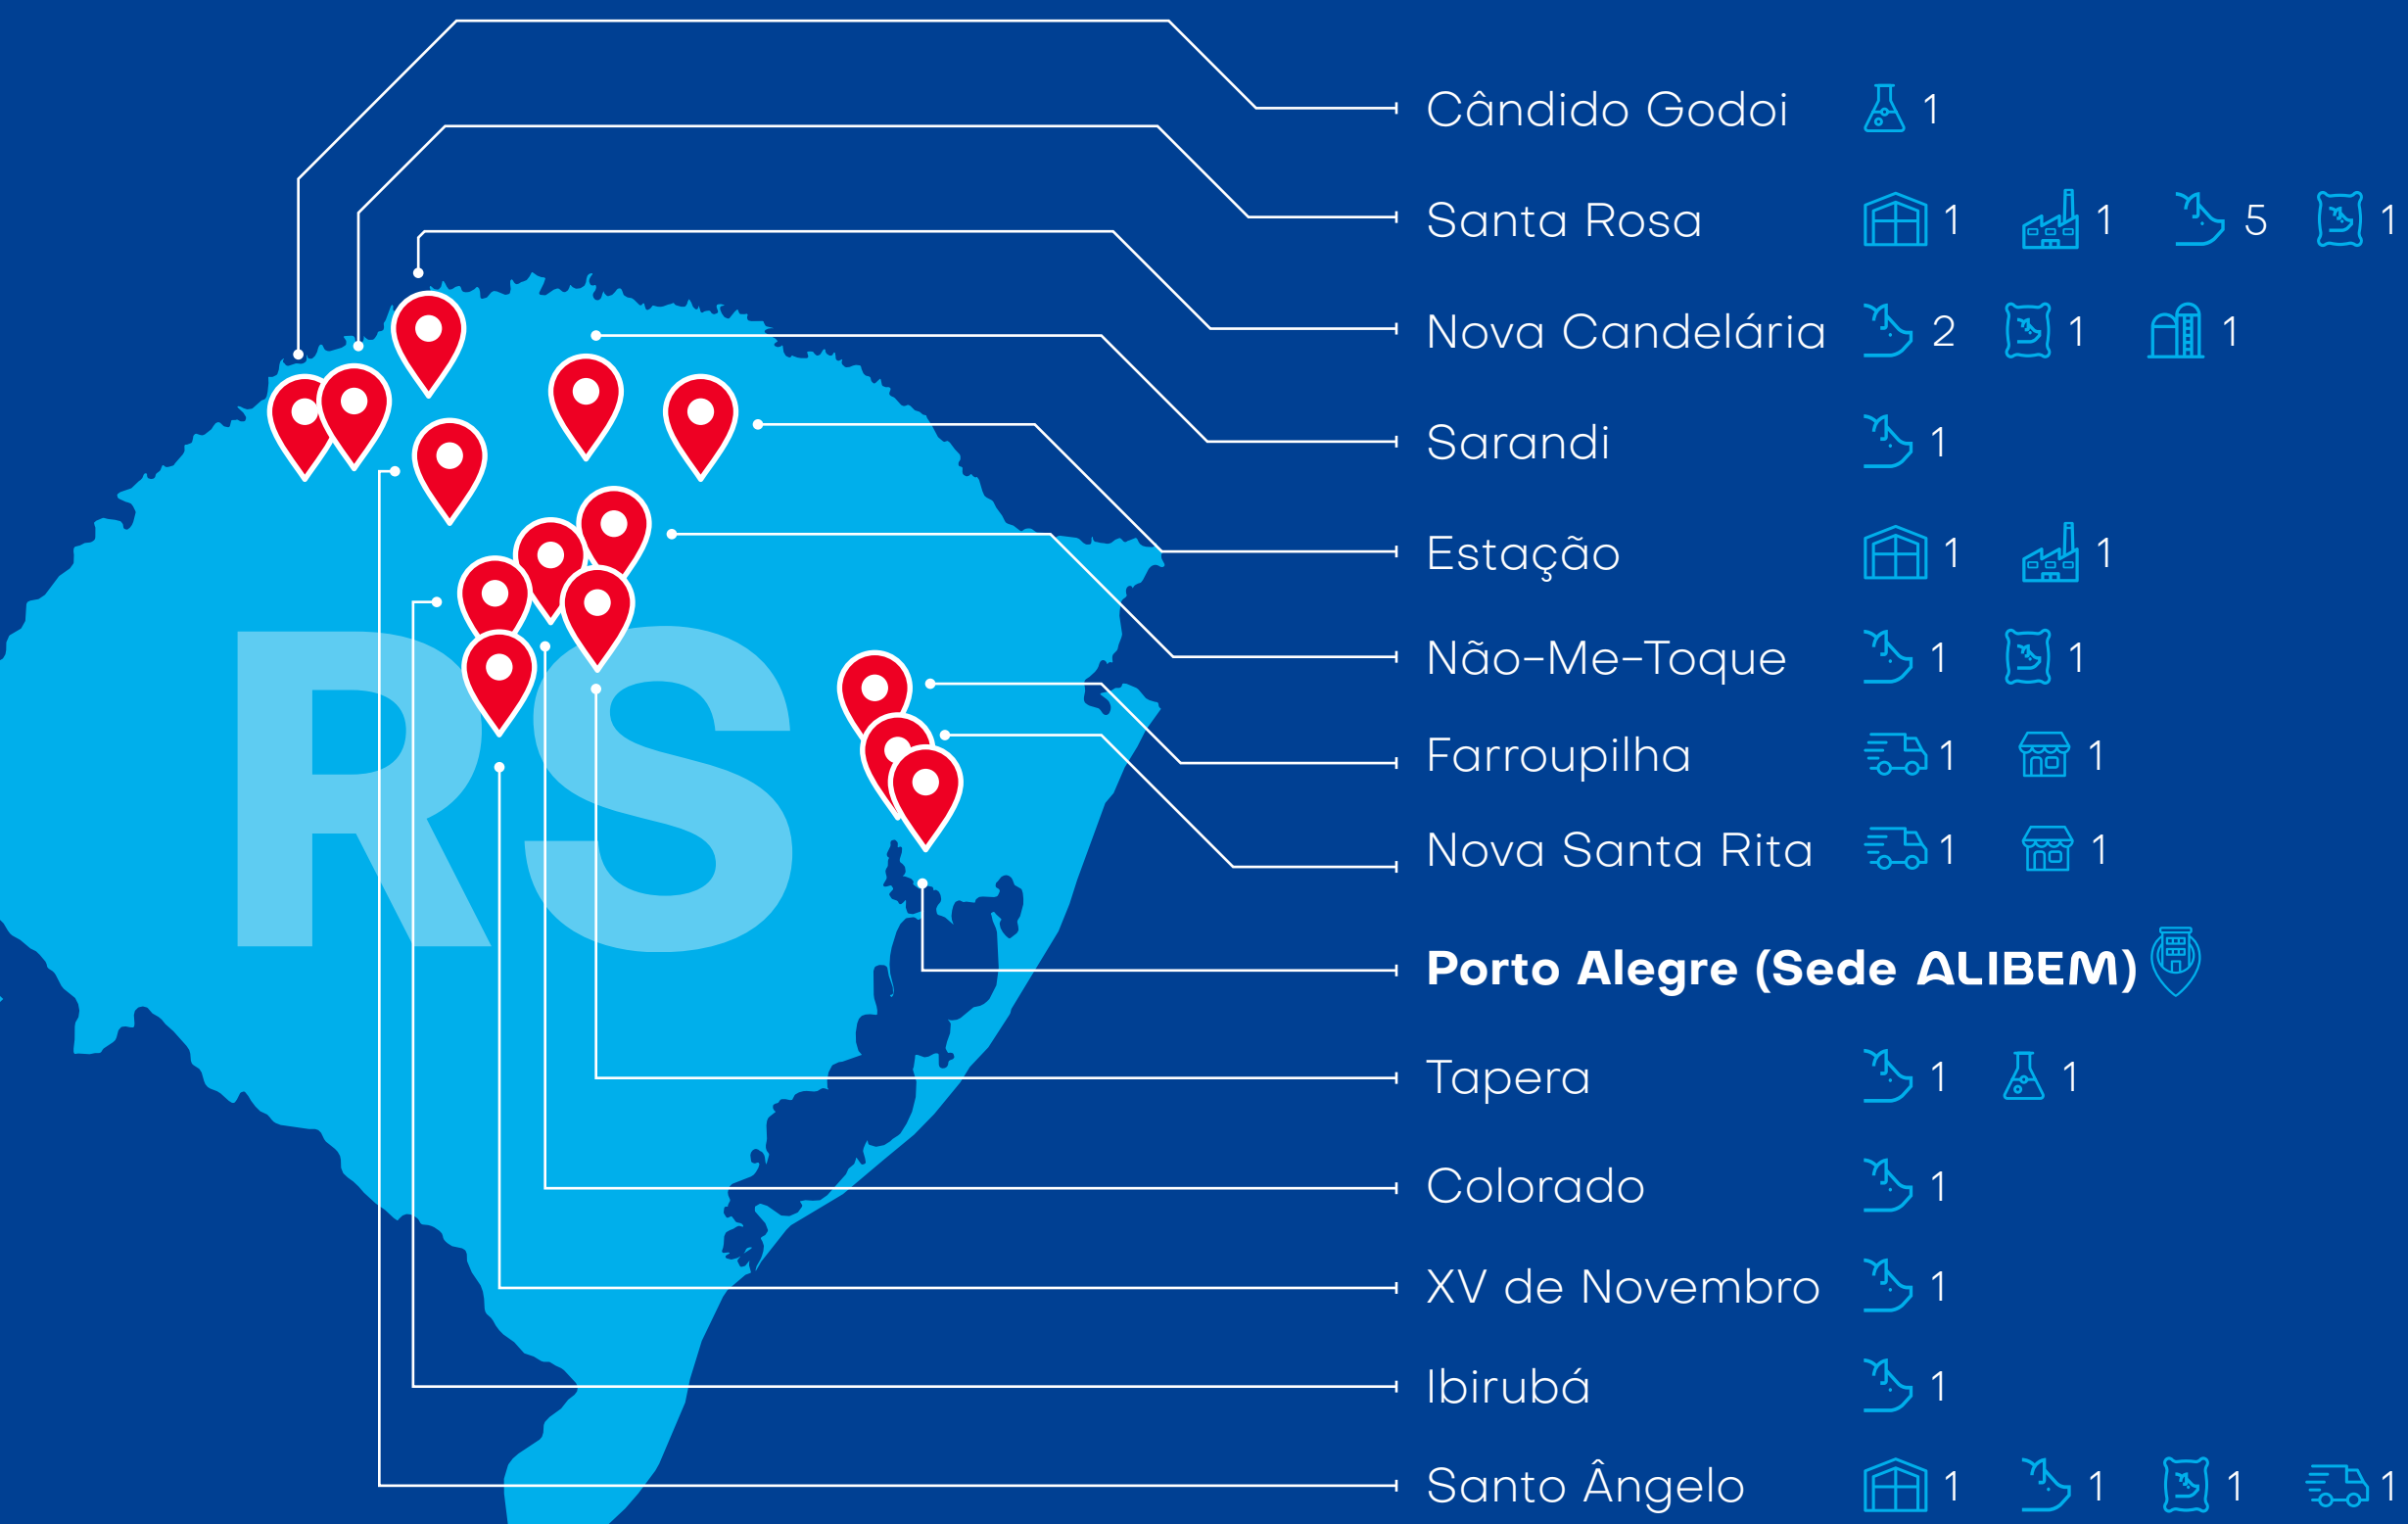 Cândido Godoi 1
Santa Rosa 1 1 5 1
Nova Candelária 2 1 1
Sarandi 1
Estação 1 1
Não-Me-Toque 1 1
Farroupilha 1 1
Nova Santa Rita 1 1
Porto Alegre (Sede ALIBEM)
Tapera 1 1
Colorado 1
XV de Novembro 1
Ibirubá 1
Santo Ângelo 1 1 1 1
RS